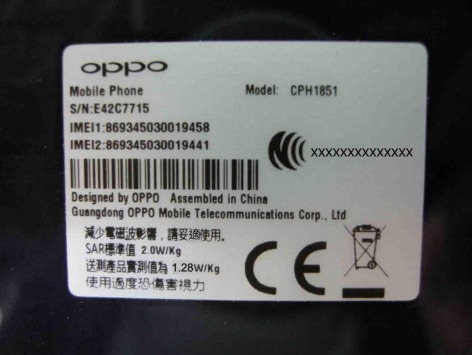 oppo
Mobile Phone Model: CPH1851
S/N:E42C7715
IMEI1:869345030019458
IMEI2:869345030019441
XXXXXXXXXXXXXX
Designed by OPPO Assembled in China
Guangdong OPPO Mobile Telecommunications Corp., Ltd
減少電磁波影響，請妥適使用。
SAR標準值 2.0W/Kg
送測產品實測值為 1.28W/Kg
使用過度恐傷害視力
CE